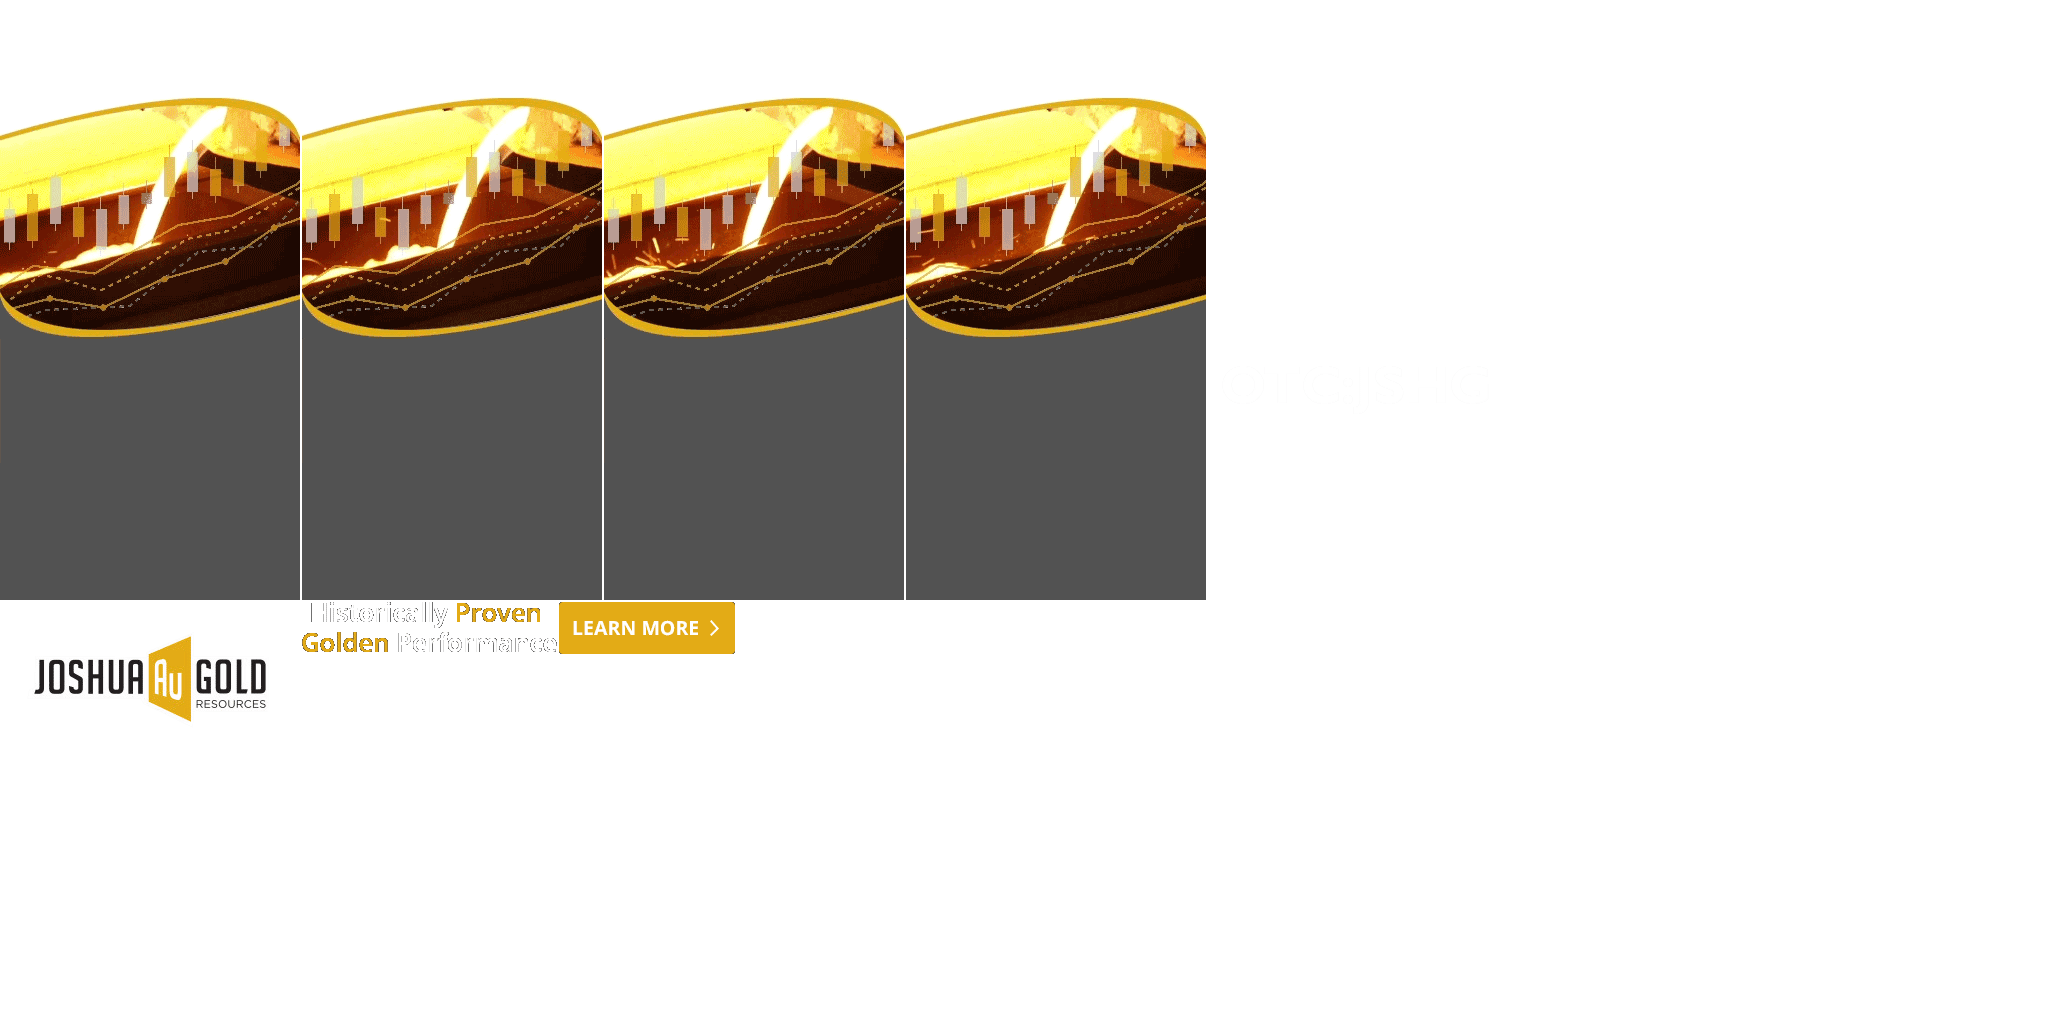 Historically Proven
Golden Performance
LEARN MORE
JOSHUA Au GOLD
RESOURCES